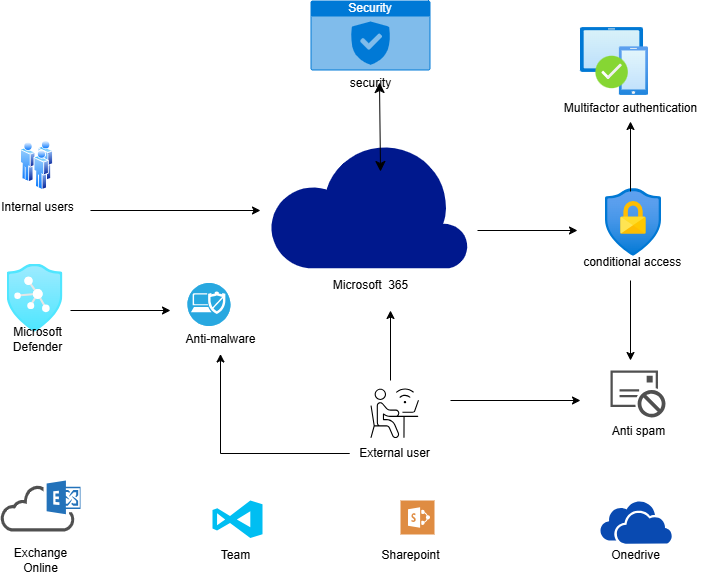 Security
security
Multifactor authentication
Internal users
conditional access
Microsoft 365
Microsoft
Defender
Anti-malware
Anti spam
External user
E
S
Exchange
Online
Team
Sharepoint
Onedrive